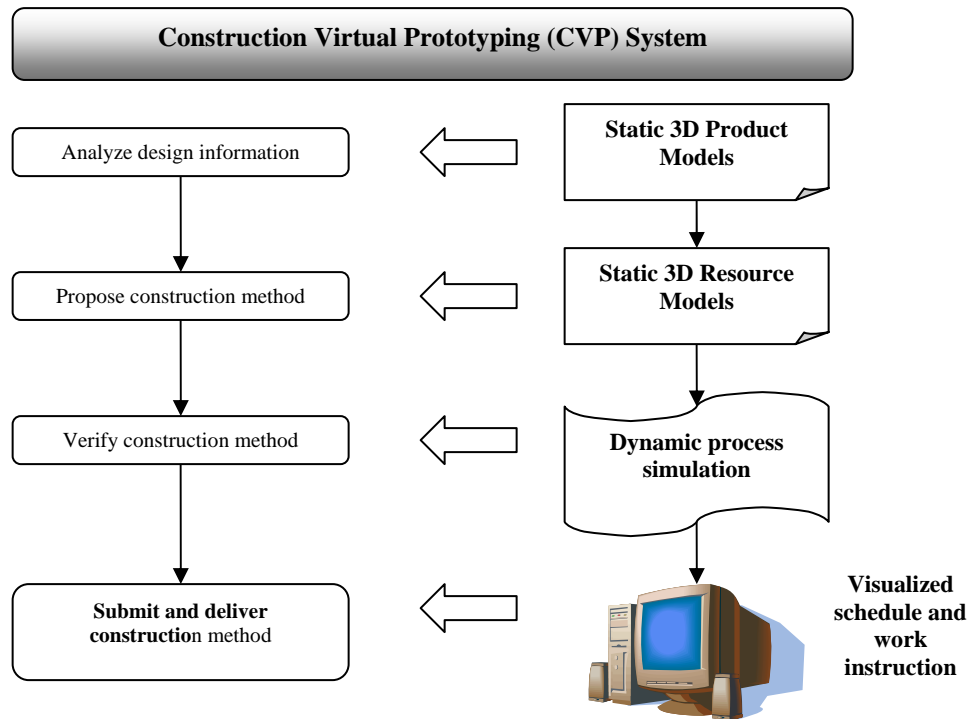 Construction Virtual Prototyping (CVP) System
Analyze design information
Static 3D Product
Models
Propose construction method
Static 3D Resource
Models
Verify construction method
Dynamic process
simulation
Submit and deliver
construction method
Visualized
schedule and
work
instruction